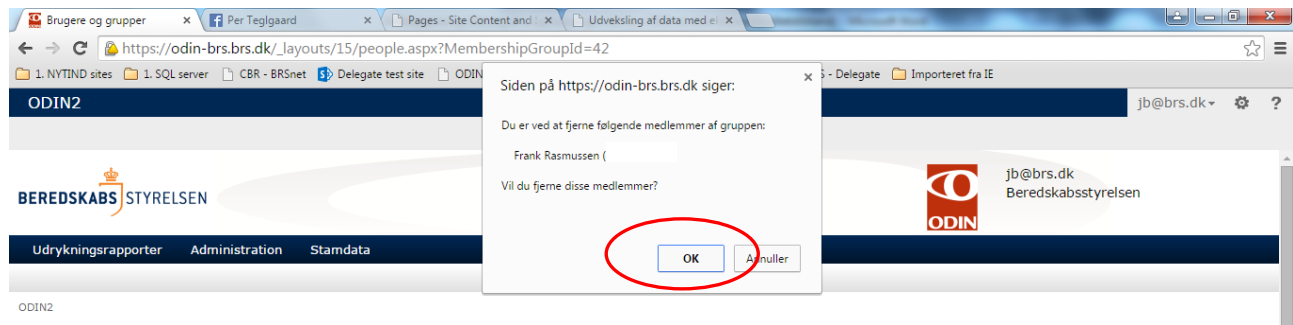 Brugere og grupper
Per Teglgaard
Pages - Site Content and
Udveksling af data med el
https://odin-brs.brs.dk/_layouts/15/people.aspx?MembershipGroupId=42
1. NYTIND sites
1. SQL server
CBR - BRSnet
Delegate test site
ODIN
- Delegate
Importeret fra IE
ODIN2
jb@brs.dk
?
Siden på https://odin-brs.brs.dk siger:
Du er ved at fjerne følgende medlemmer af gruppen:
Frank Rasmussen (
Vil du fjerne disse medlemmer?
OK
Annuller
BEREDSKABS STYRELSEN
ODIN
jb@brs.dk
Beredskabsstyrelsen
Udrykningsrapporter
Administration
Stamdata
ODIN2